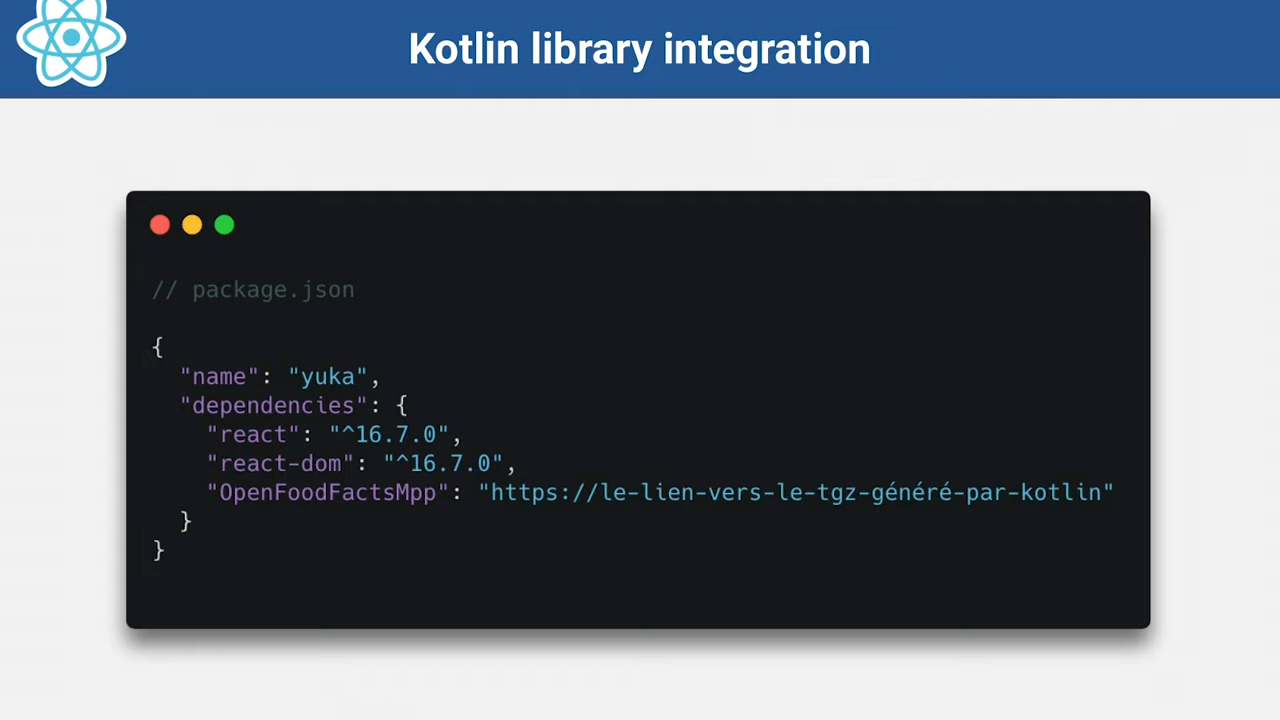 Kotlin library integration
// package.json
{
"name": "yuka",
"dependencies": {
"react": "^16.7.0",
"react-dom": "^16.7.0",
"OpenFoodFactsMpp": "https://le-lien-vers-le-tgz-généré-par-kotlin"
}
}